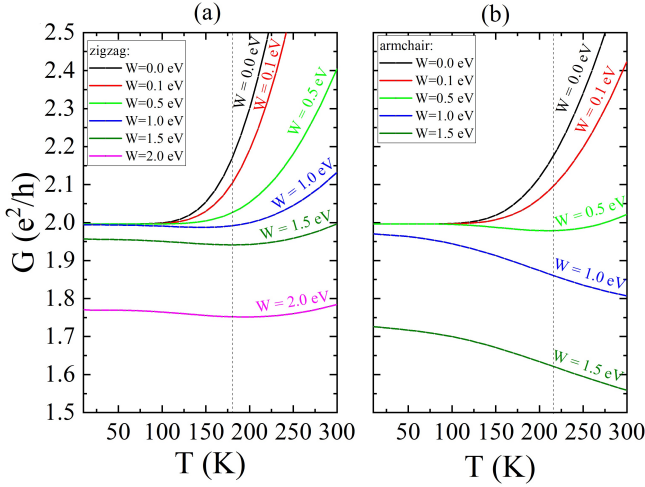 (a)
G (e²/h)
2.5
2.4
2.3
2.2
2.1
2.0
1.9
1.8
1.7
1.6
1.5
zigzag:
W=0.0 eV
W=0.1 eV
W=0.5 eV
W=1.0 eV
W=1.5 eV
W=2.0 eV
W=0.0 eV
W=0.1 eV
W = 0.5 eV
W = 1.0 eV
W = 1.5 eV
W = 2.0 eV
50 100 150 200 250 300
T (K)
(b)
armchair:
W=0.0 eV
W=0.1 eV
W=0.5 eV
W=1.0 eV
W=1.5 eV
W=0.0 eV
W=0.1 eV
W = 0.5 eV
W = 1.0 eV
W = 1.5 eV
50 100 150 200 250 300
T (K)